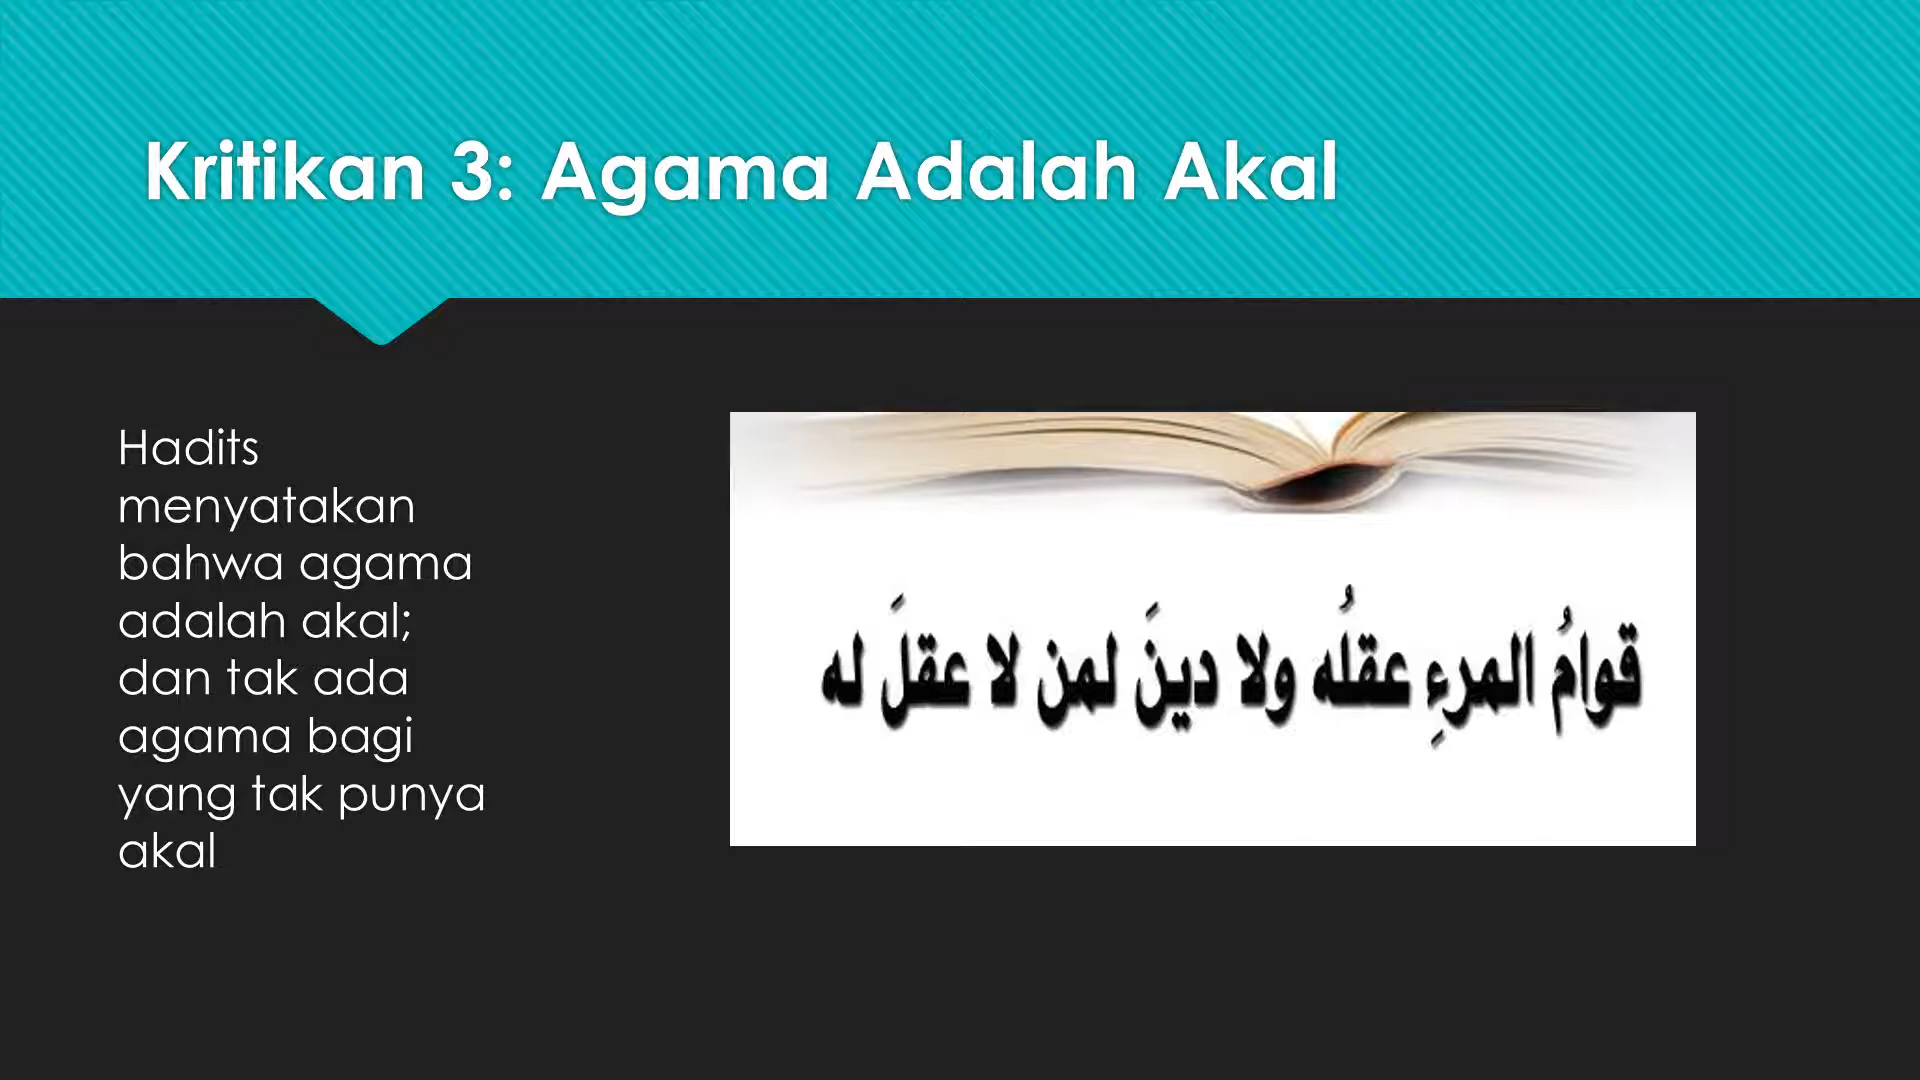 Kritikan 3: Agama Adalah Akal
Hadits
menyatakan
bahwa agama
adalah akal;
dan tak ada
agama bagi
yang tak punya
akal
قوامُ المرءِ عقلُه ولا دينَ لمن لا عقلَ له